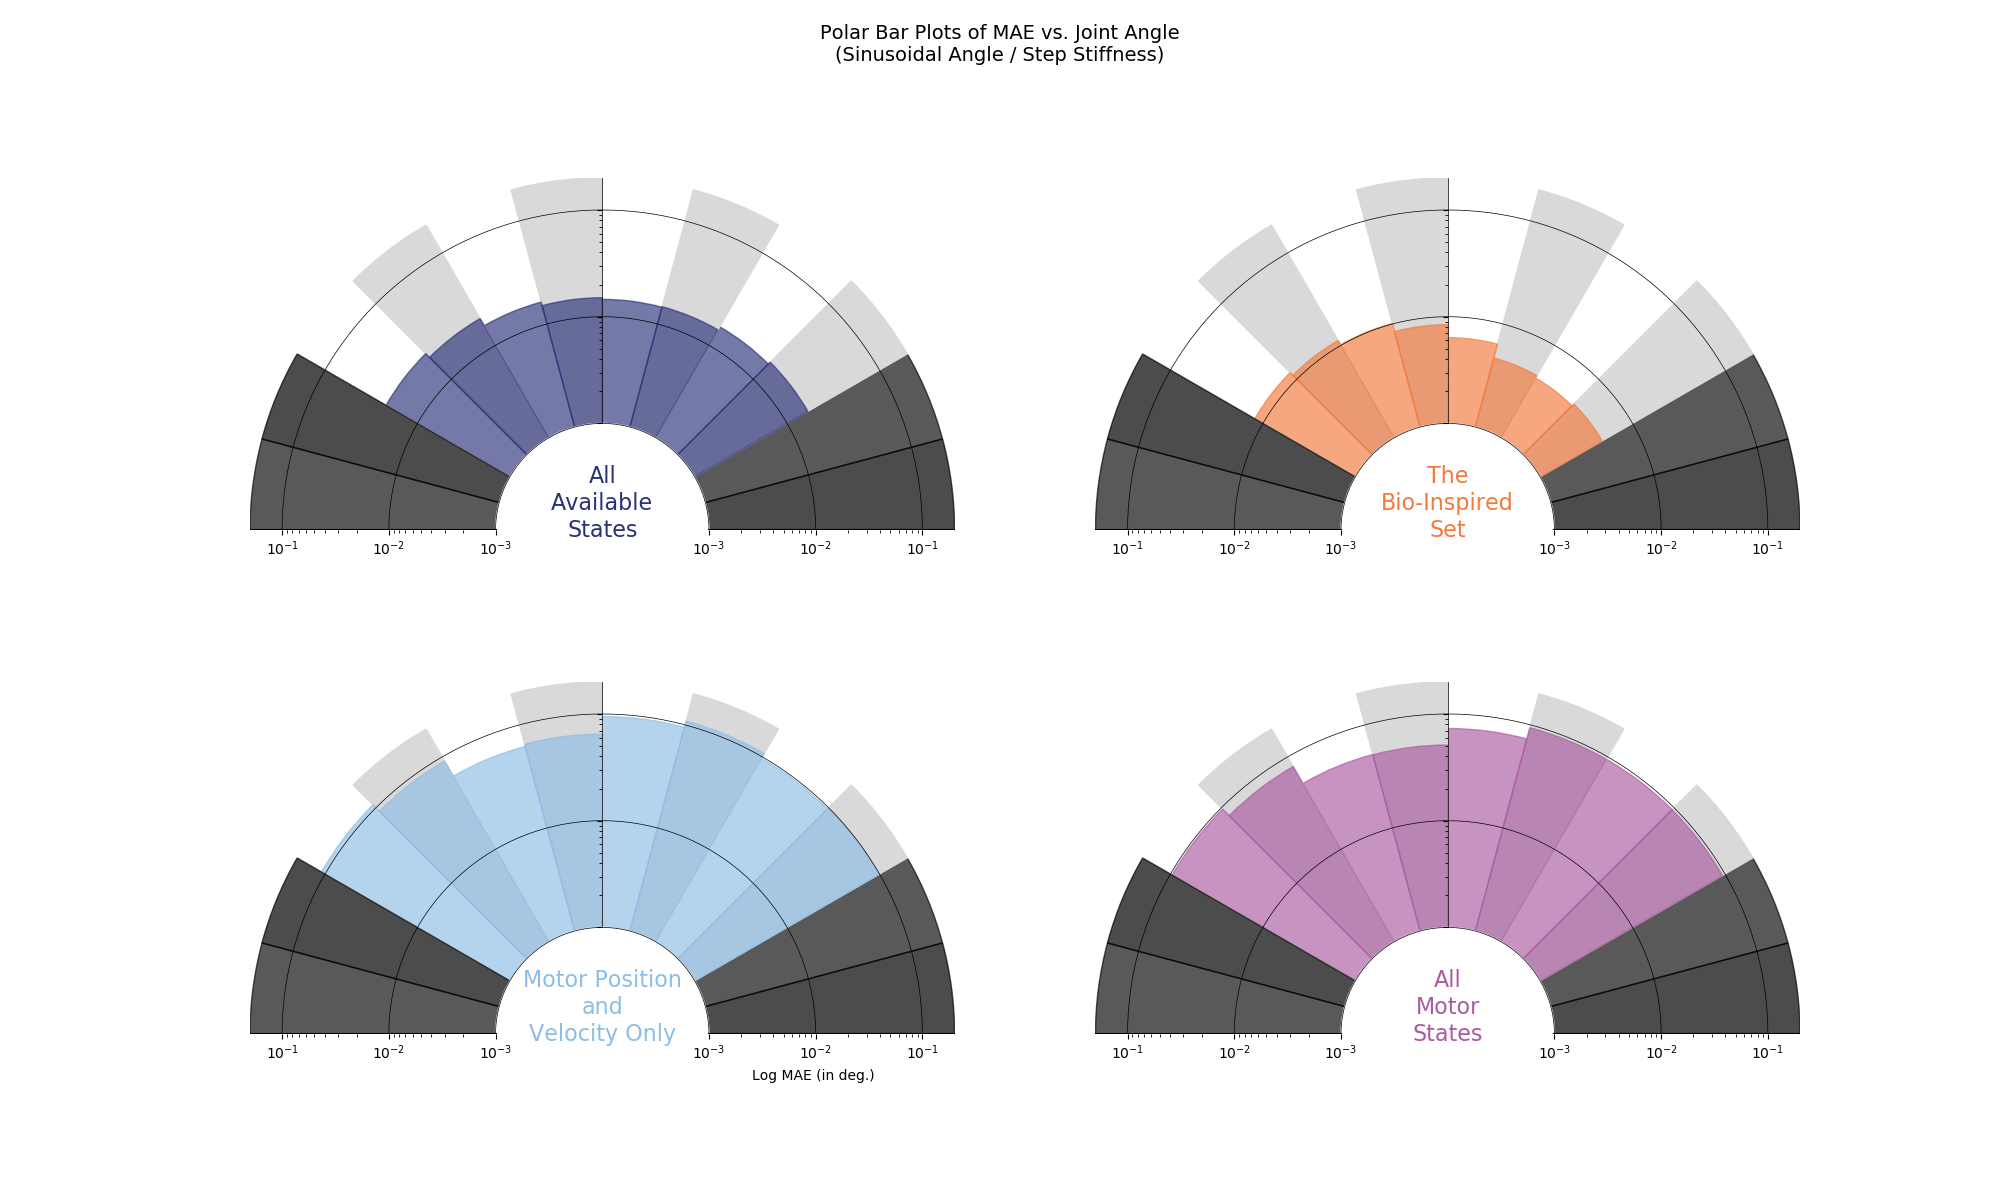 Polar Bar Plots of MAE vs. Joint Angle
(Sinusoidal Angle / Step Stiffness)
All
Available
States
10⁻¹ 10⁻² 10⁻³ 10⁻³ 10⁻² 10⁻¹
The
Bio-Inspired
Set
10⁻¹ 10⁻² 10⁻³ 10⁻³ 10⁻² 10⁻¹
Motor Position
and
Velocity Only
10⁻¹ 10⁻² 10⁻³ 10⁻³ 10⁻² 10⁻¹
Log MAE (in deg.)
All
Motor
States
10⁻¹ 10⁻² 10⁻³ 10⁻³ 10⁻² 10⁻¹